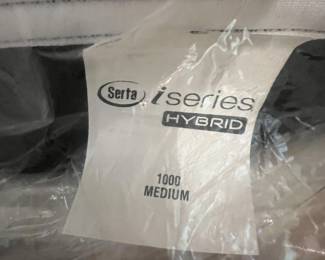 Serta iseries
HYBRID
1000
MEDIUM